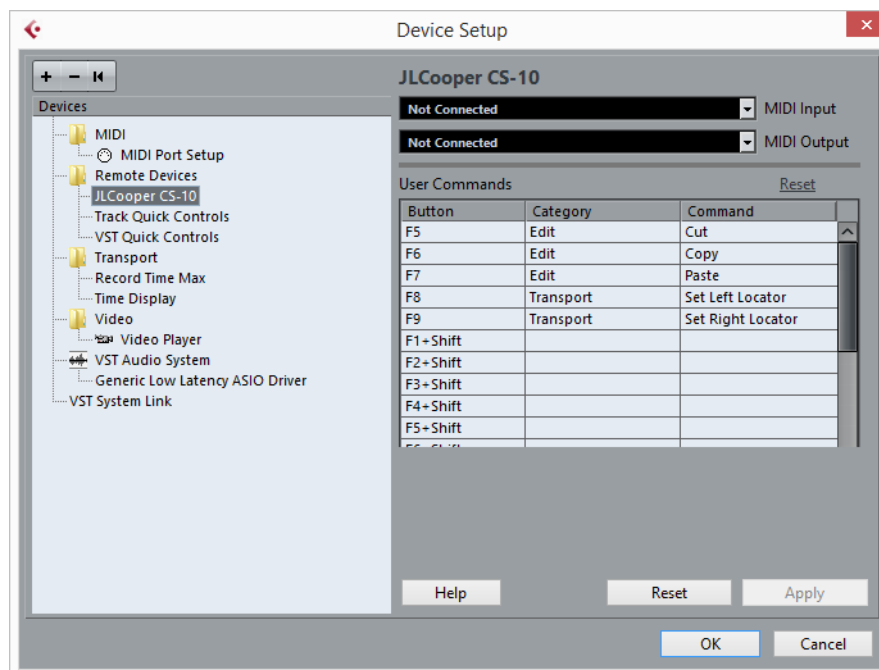 Device Setup
+ −
Devices
MIDI
MIDI Port Setup
Remote Devices
JLCooper CS-10
Track Quick Controls
VST Quick Controls
Transport
Record Time Max
Time Display
Video
Video Player
VST Audio System
Generic Low Latency ASIO Driver
VST System Link
JLCooper CS-10
Not Connected MIDI Input
Not Connected MIDI Output
User Commands Reset
Button Category Command
F5 Edit Cut
F6 Edit Copy
F7 Edit Paste
F8 Transport Set Left Locator
F9 Transport Set Right Locator
F1+Shift
F2+Shift
F3+Shift
F4+Shift
F5+Shift
Help Reset Apply
OK Cancel